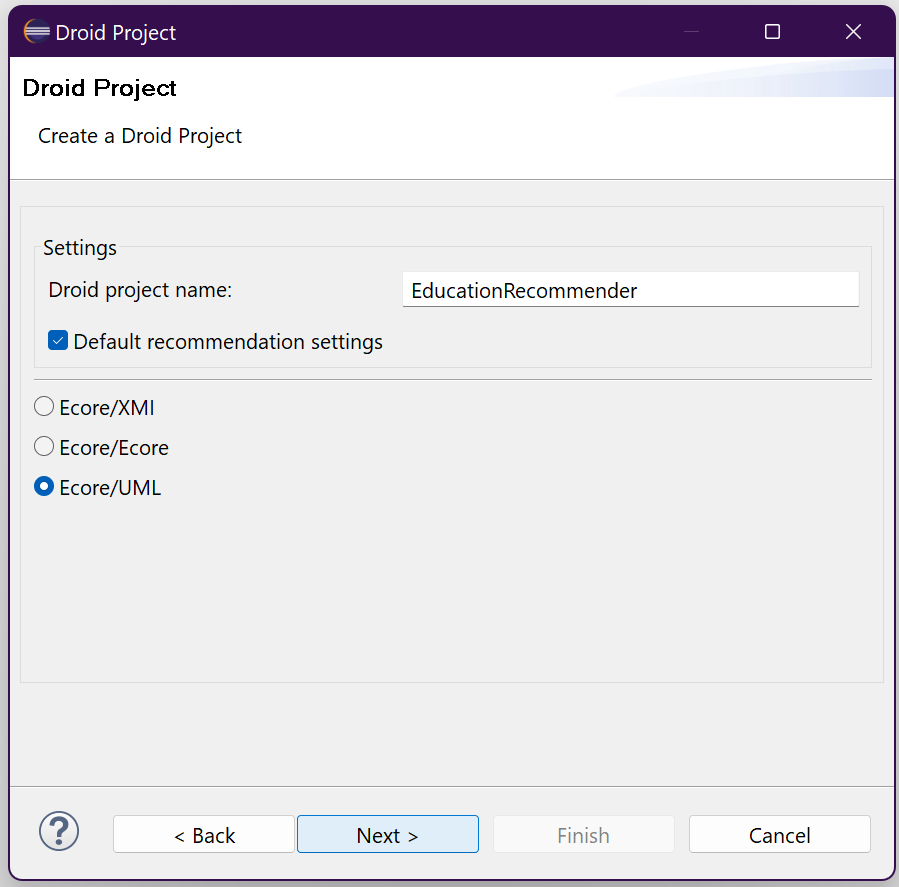 Droid Project
Droid Project
Create a Droid Project
Settings
Droid project name: EducationRecommender
Default recommendation settings
Ecore/XMI
Ecore/Ecore
Ecore/UML
? < Back Next > Finish Cancel